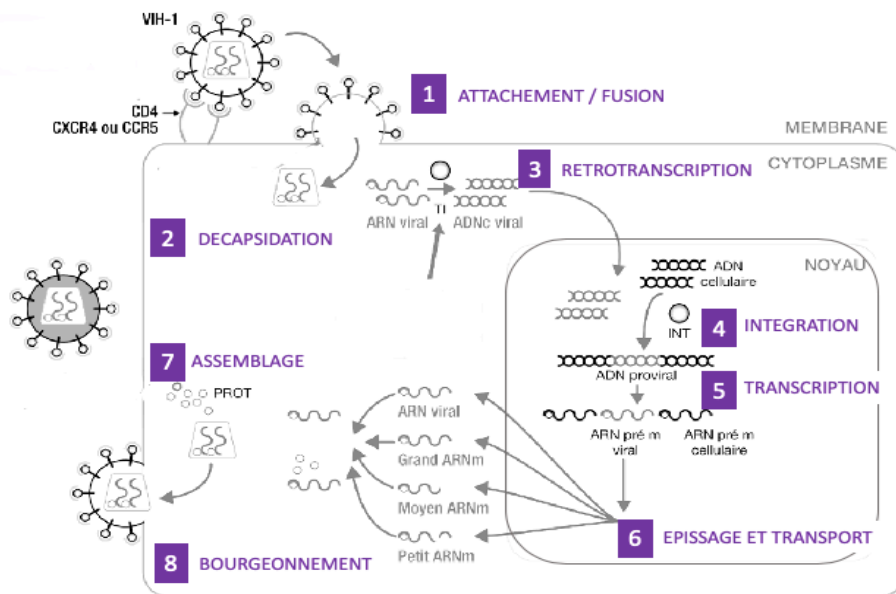 VIH-1
CD4
CXCR4 ou CCR5
1 ATTACHEMENT / FUSION
MEMBRANE
CYTOPLASME
3 RETROTRANSCRIPTION
ARN viral
TI
ADNc viral
2 DECAPSIDATION
NOYAU
ADN
cellulaire
INT
4 INTEGRATION
ADN proviral
5 TRANSCRIPTION
ARN pré m
viral
ARN pré m
cellulaire
7 ASSEMBLAGE
PROT
ARN viral
Grand ARNm
Moyen ARNm
Petit ARNm
6 EPISSAGE ET TRANSPORT
8 BOURGEONNEMENT